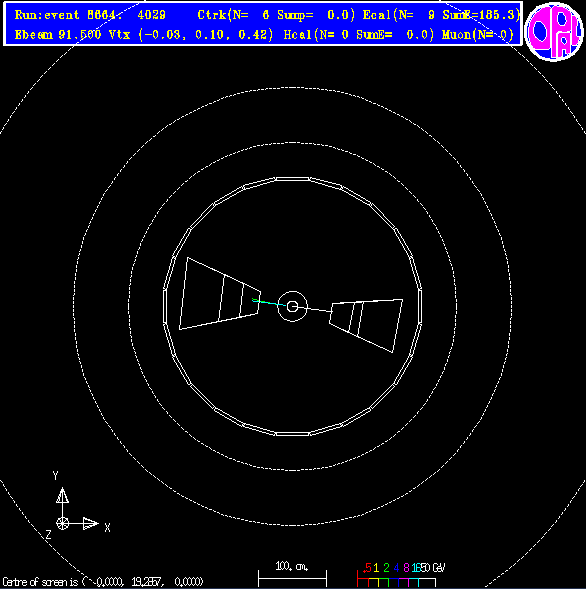 Run:event 8664: 4029 Ctrk(N= 6 Sump= 0.0) Ecal(N= 9 SumE=185.3)
Ebeam 91.500 Vtx (-0.03, 0.10, 0.42) Hcal(N= 0 SumE= 0.0) Muon(N= 0)
OPAL
Y
X
Z
100. cm.
.5 1 2 4 8 16 50 GeV
Centre of screen is ( -0.0000, 19.2857, 0.0000)